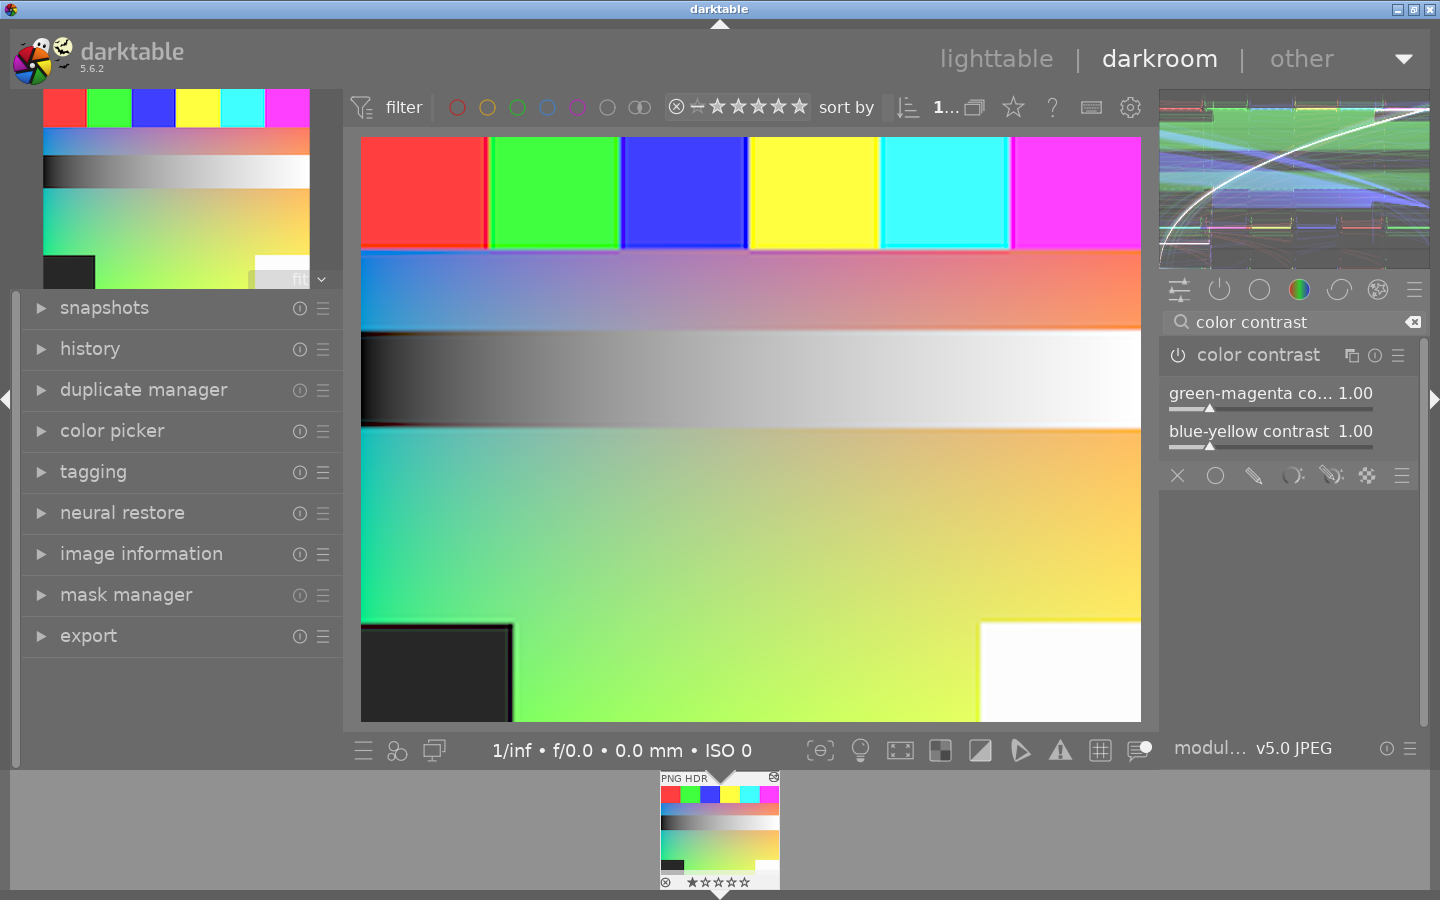 darktable
darktable
5.6.2
lighttable | darkroom | other
filter
sort by
1...
fit
snapshots
history
duplicate manager
color picker
tagging
neural restore
image information
mask manager
export
color contrast
color contrast
green-magenta co... 1.00
blue-yellow contrast 1.00
1/inf • f/0.0 • 0.0 mm • ISO 0
modul... v5.0 JPEG
PNG HDR